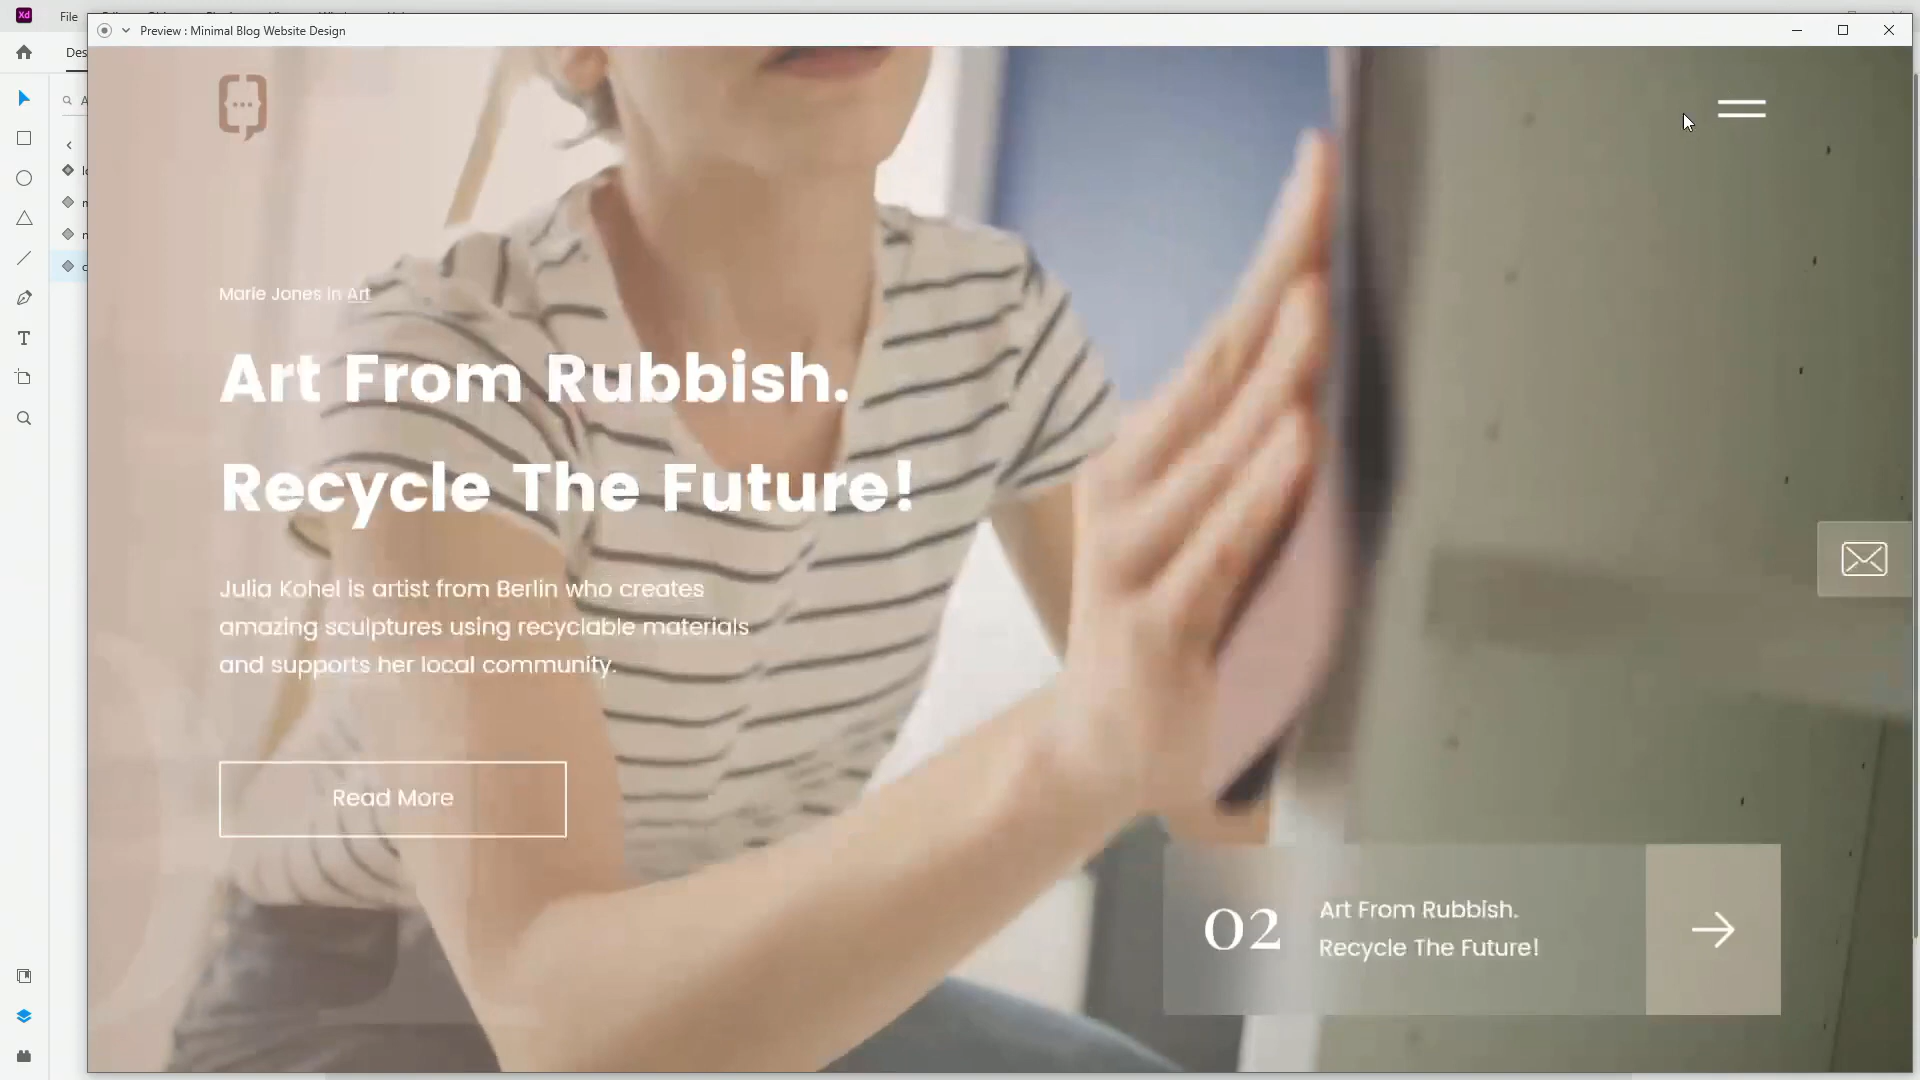 Xd
File
Preview : Minimal Blog Website Design
Des
Marie Jones in Art
Art From Rubbish.
Recycle The Future!
Julia Kohel is artist from Berlin who creates
amazing sculptures using recyclable materials
and supports her local community.
Read More
02
Art From Rubbish.
Recycle The Future!